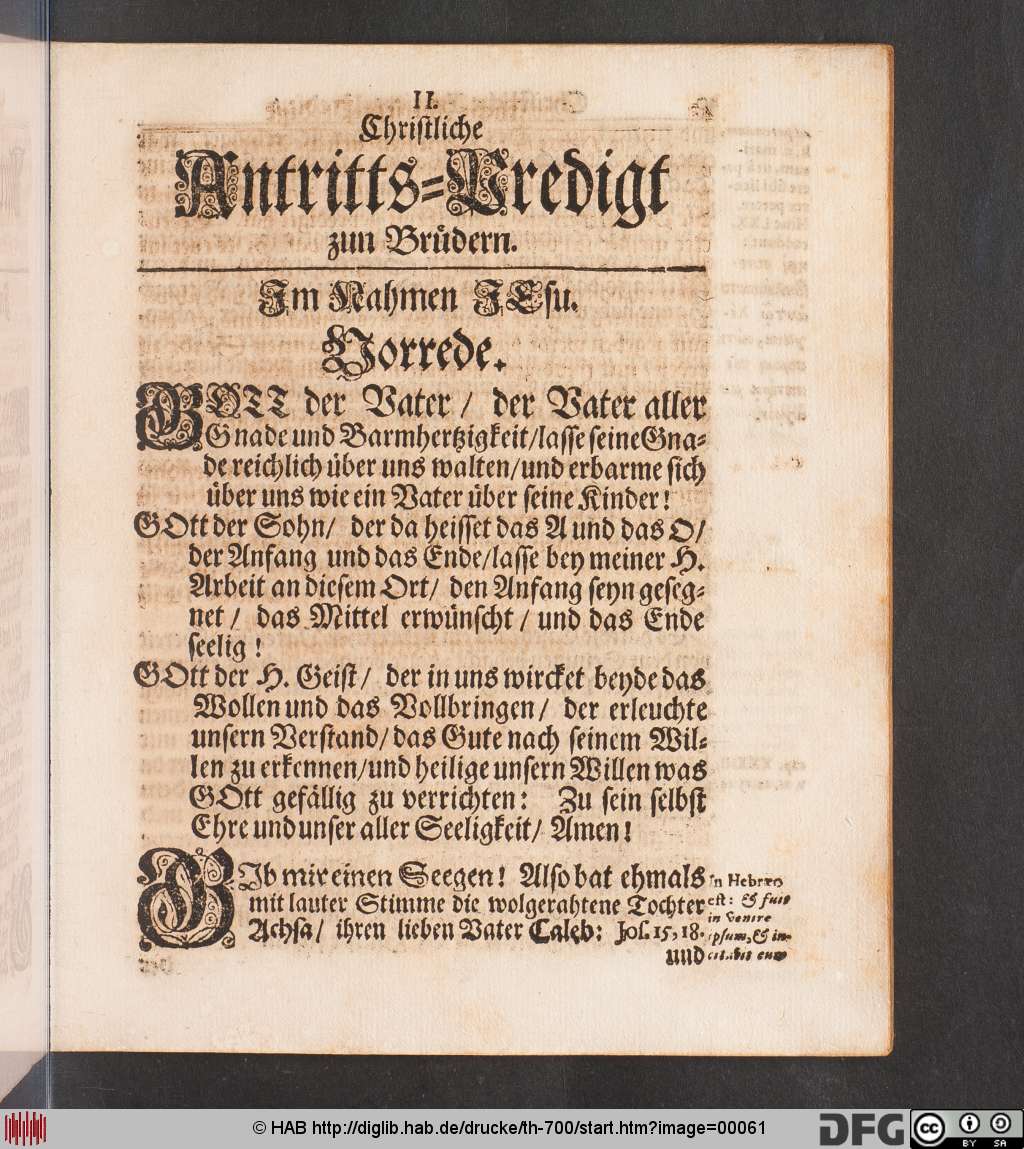 II.
Christliche
Antritts-Predigt
zun Brüdern.
Im Nahmen JEsu.
Vorrede.
GOTT der Vater / der Vater aller
Gnade und Barmhertzigkeit/lasse seine Gna-
de reichlich über uns walten/und erbarme sich
über uns wie ein Vater über seine Kinder!
GOtt der Sohn/ der da heisset das A und das O/
der Anfang und das Ende/lasse bey meiner H.
Arbeit an diesem Ort/ den Anfang seyn geseg-
net / das Mittel erwünscht / und das Ende
seelig !
GOtt der H. Geist/ der in uns wircket beyde das
Wollen und das Vollbringen/ der erleuchte
unsern Verstand/das Gute nach seinem Wil-
len zu erkennen/und heilige unsern Willen was
GOtt gefällig zu verrichten: Zu sein selbst
Ehre und unser aller Seeligkeit/ Amen!
GIb mir einen Seegen! Also bat ehmals
mit lauter Stimme die wolgerahtene Tochter
Achsa/ ihren lieben Vater Caleb: Jos. 15, 18.
und
In Hebræo
est: & fuit
in venire
ipsum, & in-
citabit eum
© HAB http://diglib.hab.de/drucke/th-700/start.htm?image=00061
DFG
cc
BY SA